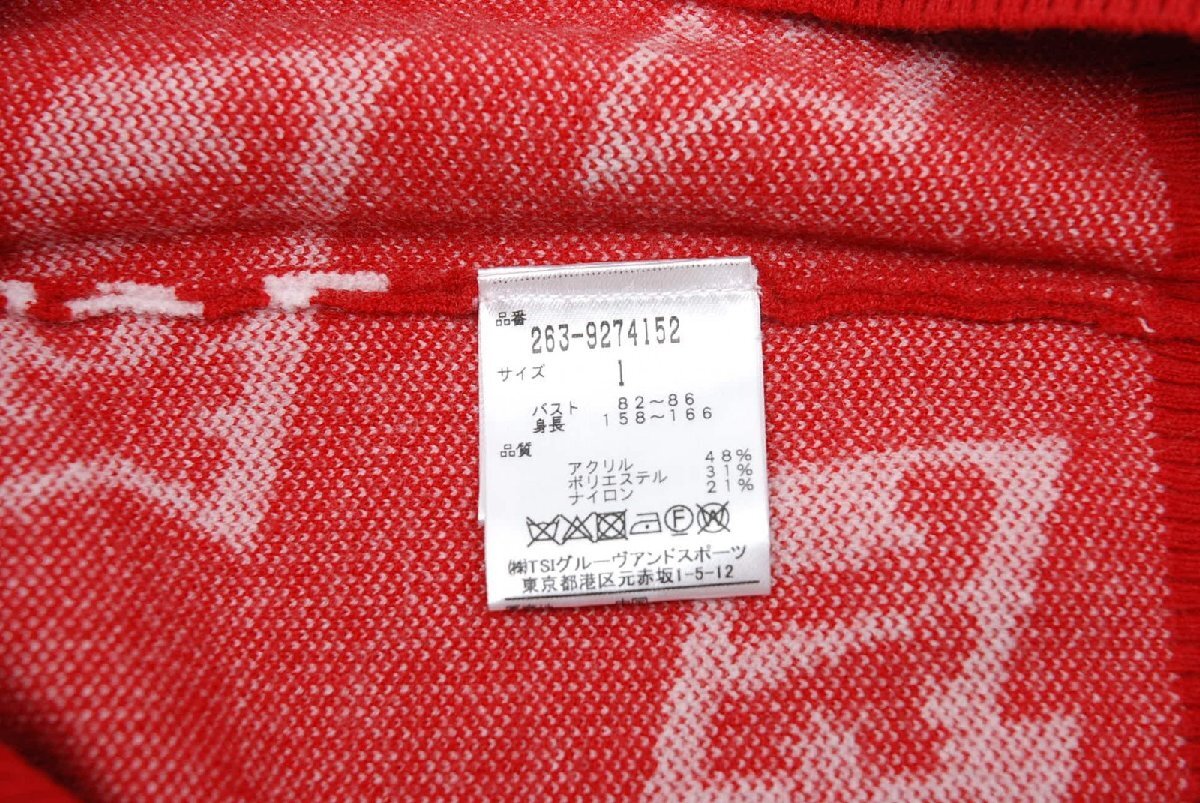 品番
263-9274152
サイズ 1
バスト 82～86
身長 158～166
品質
アクリル 48%
ポリエステル 31%
ナイロン 21%
F W
㈱TSIグルーヴアンドスポーツ
東京都港区元赤坂1-5-12